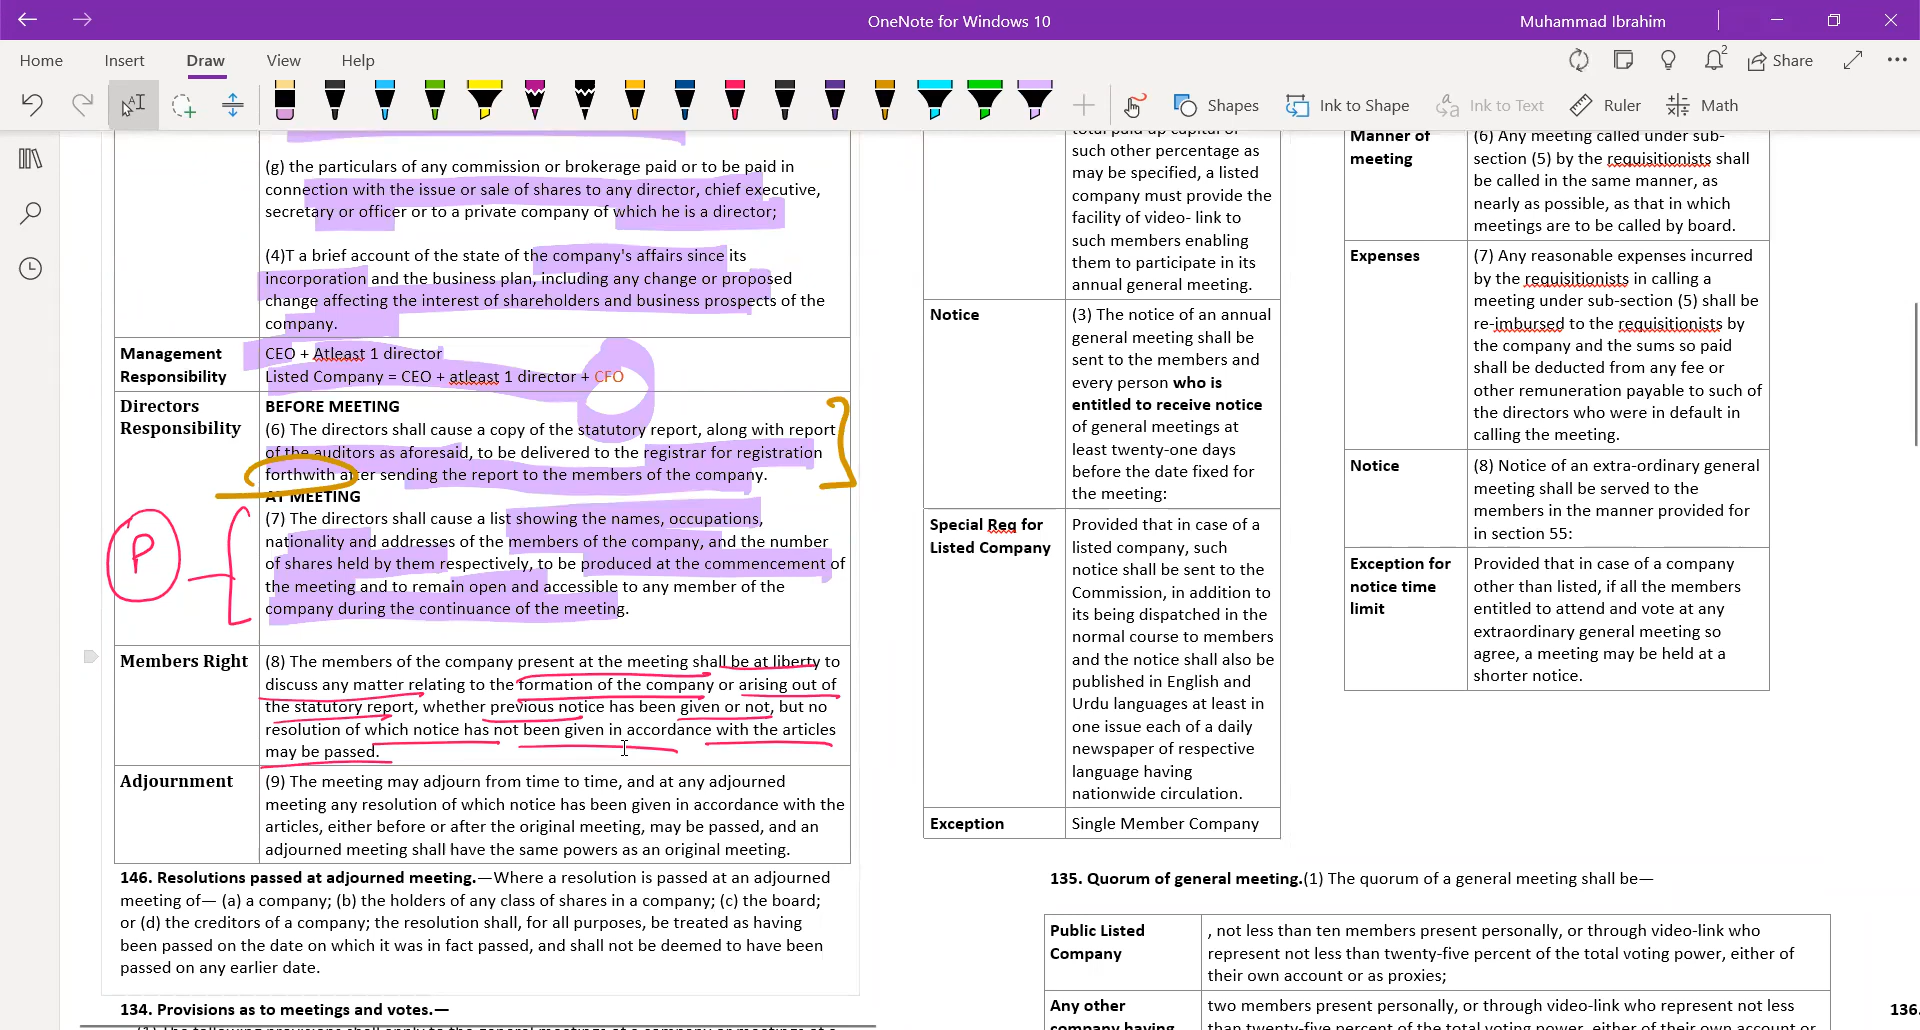 OneNote for Windows 10
Muhammad Ibrahim
Home Insert Draw View Help
Share
Shapes Ink to Shape Ink to Text Ruler Math
(g) the particulars of any commission or brokerage paid or to be paid in
connection with the issue or sale of shares to any director, chief executive,
secretary or officer or to a private company of which he is a director;
(4)T a brief account of the state of the company's affairs since its
incorporation and the business plan, including any change or proposed
change affecting the interest of shareholders and business prospects of the
company.
Management
Responsibility
CEO + Atleast 1 director
Listed Company = CEO + atleast 1 director + CFO
Directors
Responsibility
BEFORE MEETING
(6) The directors shall cause a copy of the statutory report, along with report
of the auditors as aforesaid, to be delivered to the registrar for registration
forthwith after sending the report to the members of the company.
AT MEETING
(7) The directors shall cause a list showing the names, occupations,
nationality and addresses of the members of the company, and the number
of shares held by them respectively, to be produced at the commencement of
the meeting and to remain open and accessible to any member of the
company during the continuance of the meeting.
P
Members Right
(8) The members of the company present at the meeting shall be at liberty to
discuss any matter relating to the formation of the company or arising out of
the statutory report, whether previous notice has been given or not, but no
resolution of which notice has not been given in accordance with the articles
may be passed.
Adjournment
(9) The meeting may adjourn from time to time, and at any adjourned
meeting any resolution of which notice has been given in accordance with the
articles, either before or after the original meeting, may be passed, and an
adjourned meeting shall have the same powers as an original meeting.
146. Resolutions passed at adjourned meeting.—Where a resolution is passed at an adjourned
meeting of— (a) a company; (b) the holders of any class of shares in a company; (c) the board;
or (d) the creditors of a company; the resolution shall, for all purposes, be treated as having
been passed on the date on which it was in fact passed, and shall not be deemed to have been
passed on any earlier date.
134. Provisions as to meetings and votes.—
total paid up capital or
such other percentage as
may be specified, a listed
company must provide the
facility of video- link to
such members enabling
them to participate in its
annual general meeting.
Notice
(3) The notice of an annual
general meeting shall be
sent to the members and
every person who is
entitled to receive notice
of general meetings at
least twenty-one days
before the date fixed for
the meeting:
Special Req for
Listed Company
Provided that in case of a
listed company, such
notice shall be sent to the
Commission, in addition to
its being dispatched in the
normal course to members
and the notice shall also be
published in English and
Urdu languages at least in
one issue each of a daily
newspaper of respective
language having
nationwide circulation.
Exception
Single Member Company
Manner of
meeting
(6) Any meeting called under sub-
section (5) by the requisitionists shall
be called in the same manner, as
nearly as possible, as that in which
meetings are to be called by board.
Expenses
(7) Any reasonable expenses incurred
by the requisitionists in calling a
meeting under sub-section (5) shall be
re-imbursed to the requisitionists by
the company and the sums so paid
shall be deducted from any fee or
other remuneration payable to such of
the directors who were in default in
calling the meeting.
Notice
(8) Notice of an extra-ordinary general
meeting shall be served to the
members in the manner provided for
in section 55:
Exception for
notice time
limit
Provided that in case of a company
other than listed, if all the members
entitled to attend and vote at any
extraordinary general meeting so
agree, a meeting may be held at a
shorter notice.
135. Quorum of general meeting.(1) The quorum of a general meeting shall be—
Public Listed
Company
, not less than ten members present personally, or through video-link who
represent not less than twenty-five percent of the total voting power, either of
their own account or as proxies;
Any other
company having
two members present personally, or through video-link who represent not less
than twenty-five percent of the total voting power, either of their own account or
136.